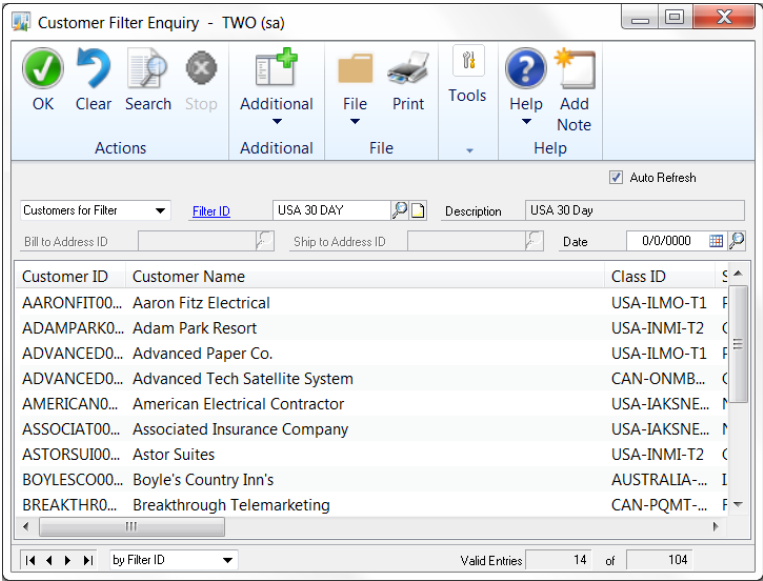 Customer Filter Enquiry - TWO (sa)
OK Clear Search Stop Additional File Print Tools Help Add Note
Actions Additional File Help
Auto Refresh
Customers for Filter Filter ID USA 30 DAY Description USA 30 Day
Bill to Address ID Ship to Address ID Date 0/0/0000
Customer ID Customer Name Class ID S
AARONFIT00... Aaron Fitz Electrical USA-ILMO-T1
ADAMPARK0... Adam Park Resort USA-INMI-T2
ADVANCED0... Advanced Paper Co. USA-ILMO-T1
ADVANCED0... Advanced Tech Satellite System CAN-ONMB...
AMERICAN0... American Electrical Contractor USA-IAKSNE...
ASSOCIAT00... Associated Insurance Company USA-IAKSNE...
ASTORSUI00... Astor Suites USA-INMI-T2
BOYLESCO00... Boyle's Country Inn's AUSTRALIA-...
BREAKTHR0... Breakthrough Telemarketing CAN-PQMT-...
by Filter ID Valid Entries 14 of 104